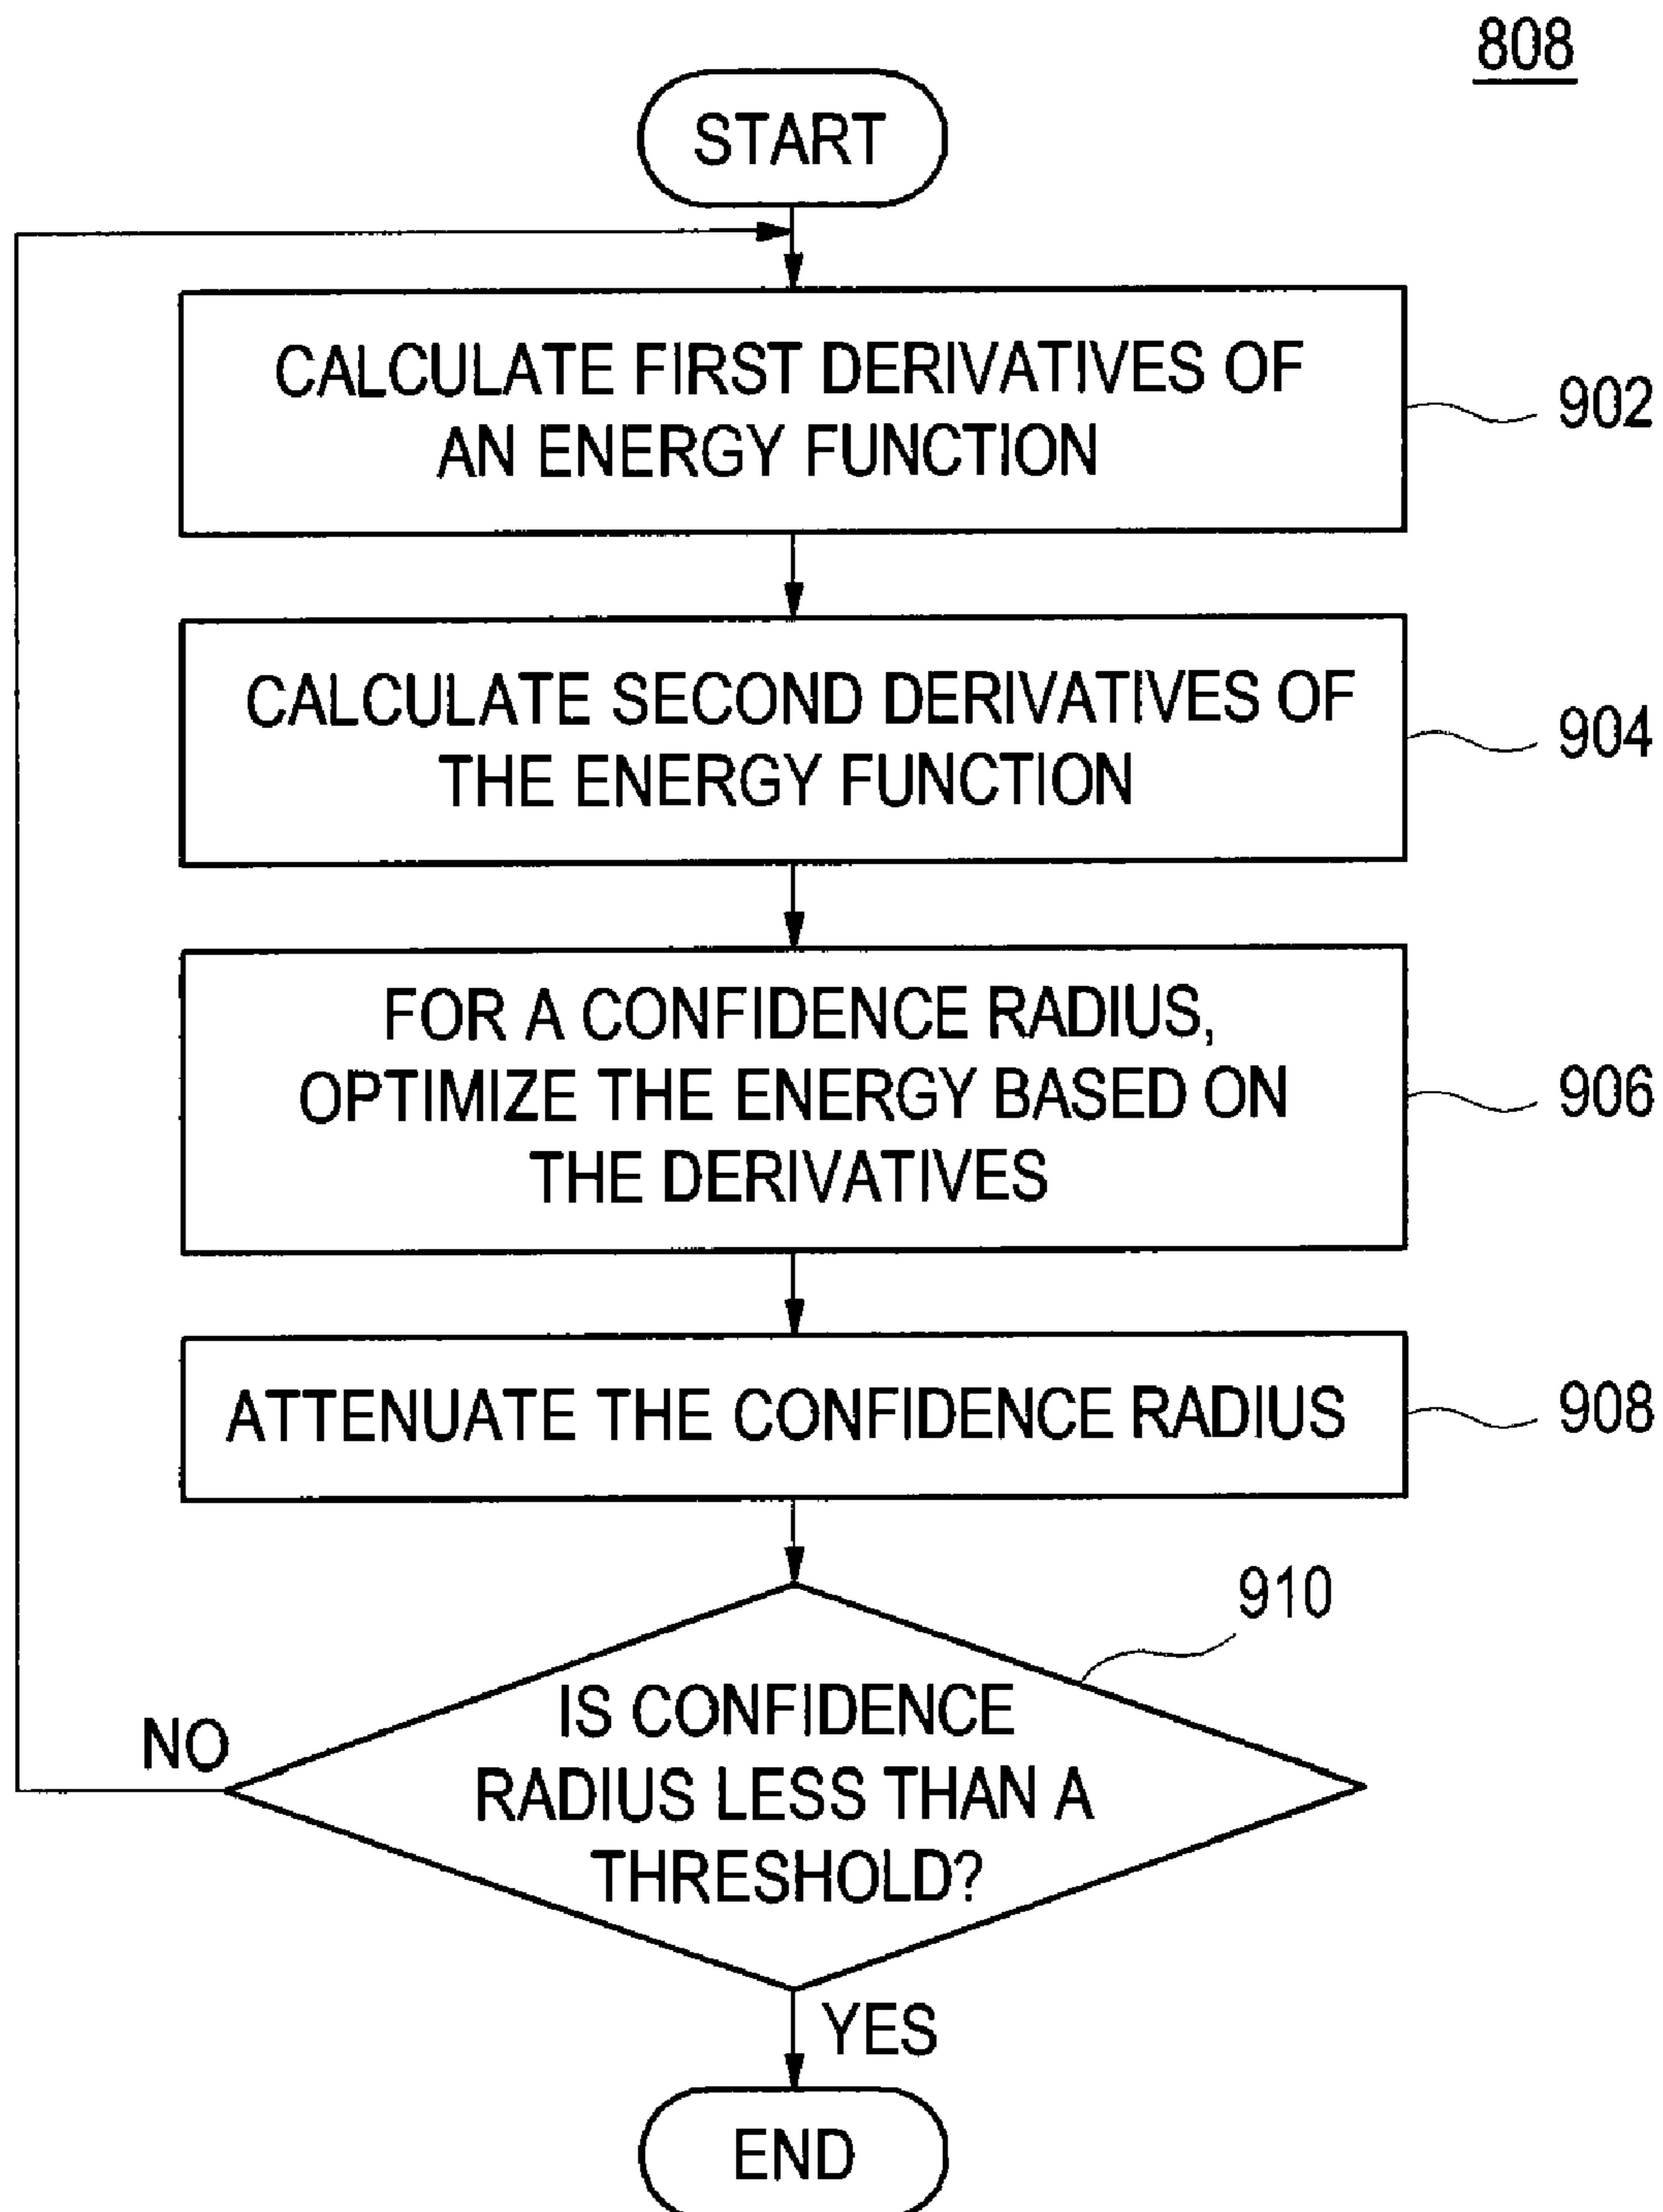 808
START
CALCULATE FIRST DERIVATIVES OF
AN ENERGY FUNCTION
902
CALCULATE SECOND DERIVATIVES OF
THE ENERGY FUNCTION
904
FOR A CONFIDENCE RADIUS,
OPTIMIZE THE ENERGY BASED ON
THE DERIVATIVES
906
ATTENUATE THE CONFIDENCE RADIUS
908
910
IS CONFIDENCE
RADIUS LESS THAN A
THRESHOLD?
NO
YES
END